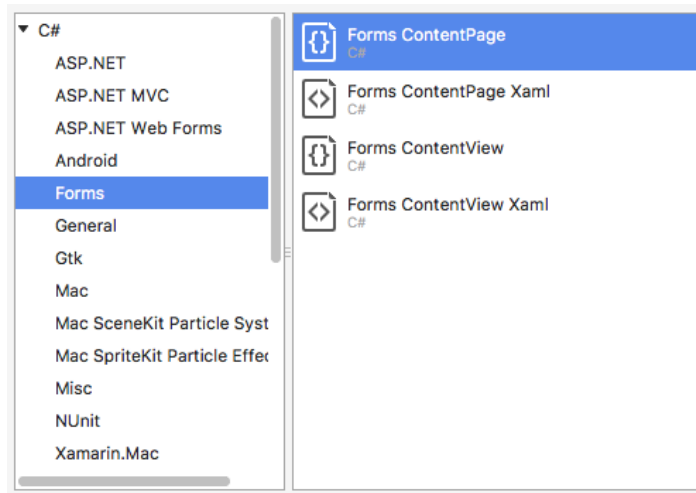 C#
ASP.NET
ASP.NET MVC
ASP.NET Web Forms
Android
Forms
General
Gtk
Mac
Mac SceneKit Particle Syst
Mac SpriteKit Particle Effec
Misc
NUnit
Xamarin.Mac
Forms ContentPage
C#
Forms ContentPage Xaml
C#
Forms ContentView
C#
Forms ContentView Xaml
C#